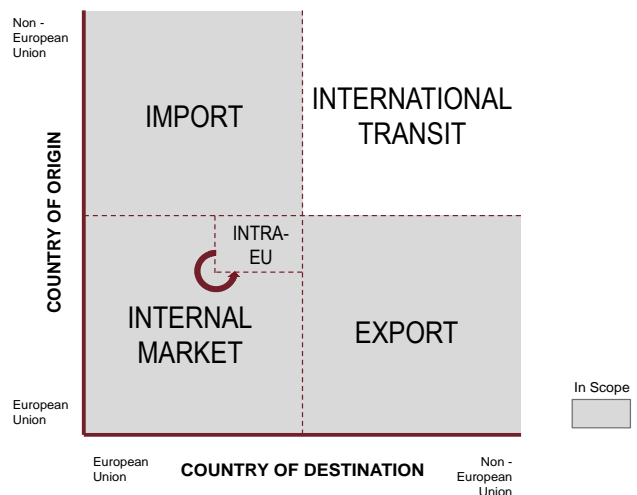 Non -
European
Union
COUNTRY OF ORIGIN
IMPORT
INTERNATIONAL
TRANSIT
INTRA-
EU
INTERNAL
MARKET
EXPORT
European
Union
In Scope
European
Union
COUNTRY OF DESTINATION
Non -
European
Union